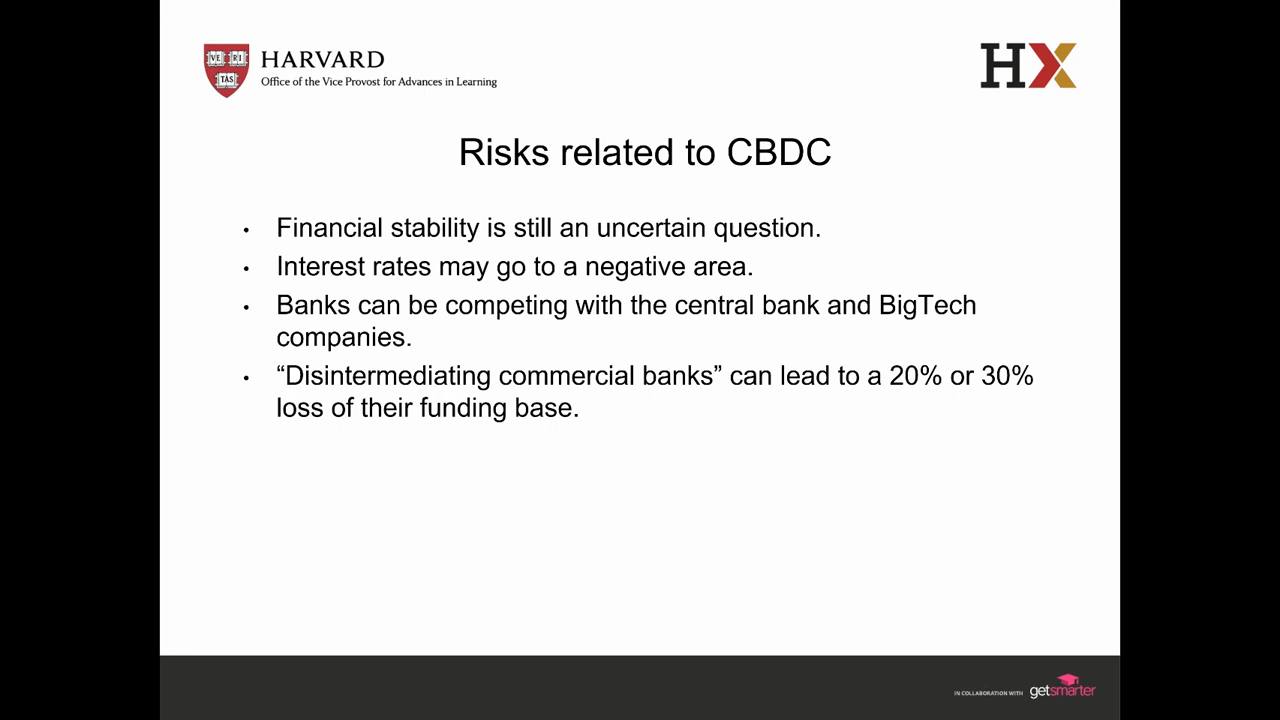 VE RI
TAS
HARVARD
Office of the Vice Provost for Advances in Learning
HX
Risks related to CBDC
• Financial stability is still an uncertain question.
• Interest rates may go to a negative area.
• Banks can be competing with the central bank and BigTech
companies.
• “Disintermediating commercial banks” can lead to a 20% or 30%
loss of their funding base.
IN COLLABORATION WITH getsmarter